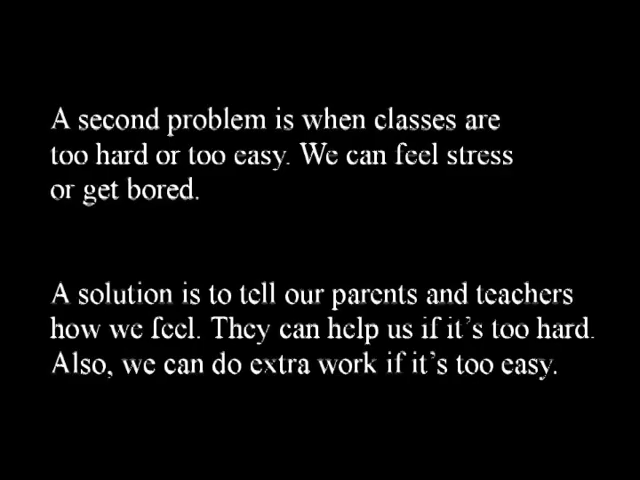 A second problem is when classes are
too hard or too easy. We can feel stress
or get bored.
A solution is to tell our parents and teachers
how we feel. They can help us if it's too hard.
Also, we can do extra work if it's too easy.